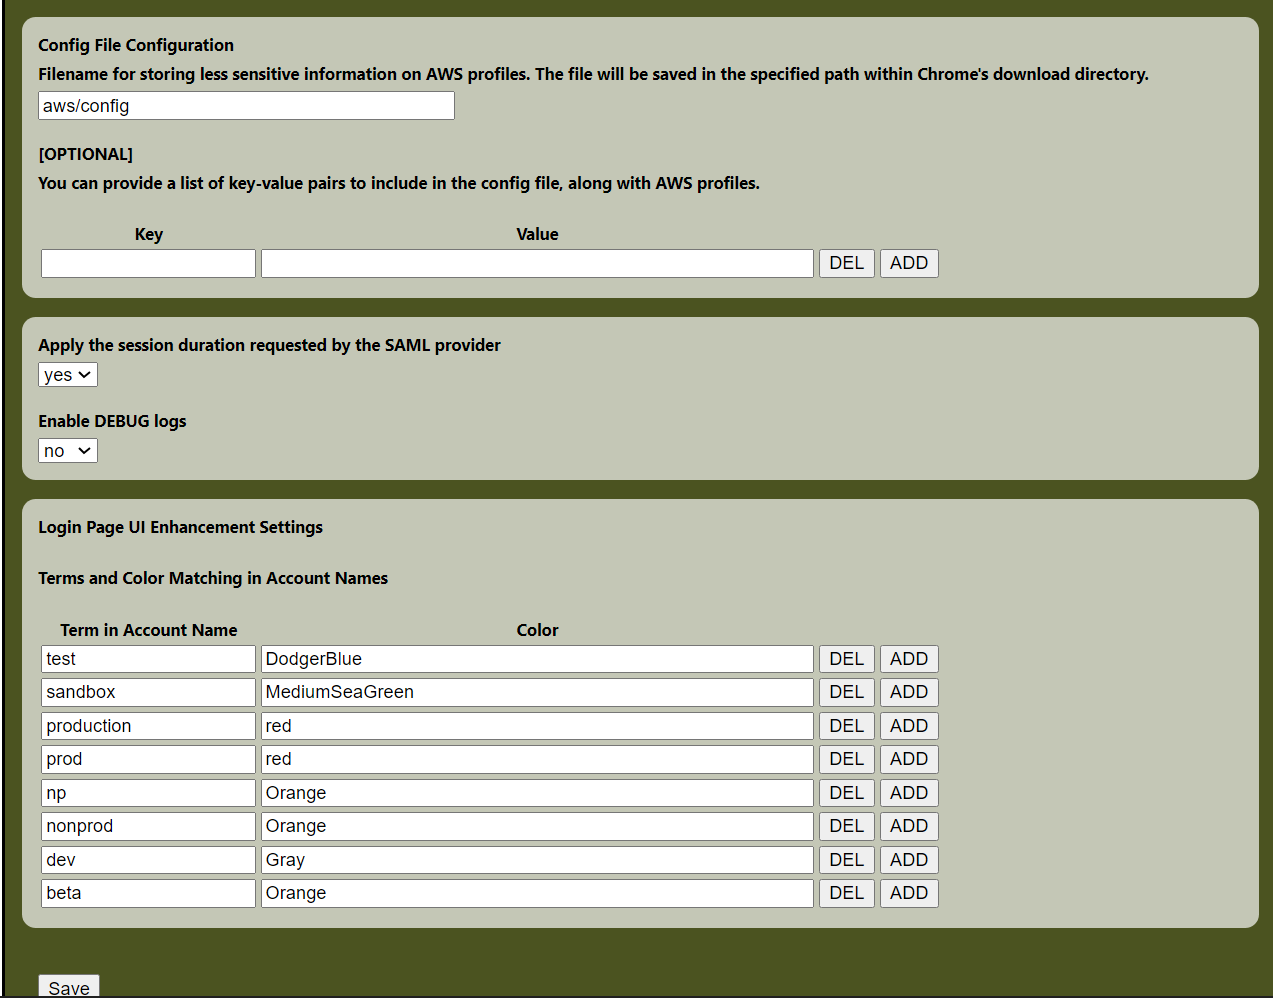 Config File Configuration
Filename for storing less sensitive information on AWS profiles. The file will be saved in the specified path within Chrome's download directory.
aws/config
[OPTIONAL]
You can provide a list of key-value pairs to include in the config file, along with AWS profiles.
Key Value
DEL ADD
Apply the session duration requested by the SAML provider
yes
Enable DEBUG logs
no
Login Page UI Enhancement Settings
Terms and Color Matching in Account Names
Term in Account Name Color
test DodgerBlue DEL ADD
sandbox MediumSeaGreen DEL ADD
production red DEL ADD
prod red DEL ADD
np Orange DEL ADD
nonprod Orange DEL ADD
dev Gray DEL ADD
beta Orange DEL ADD
Save